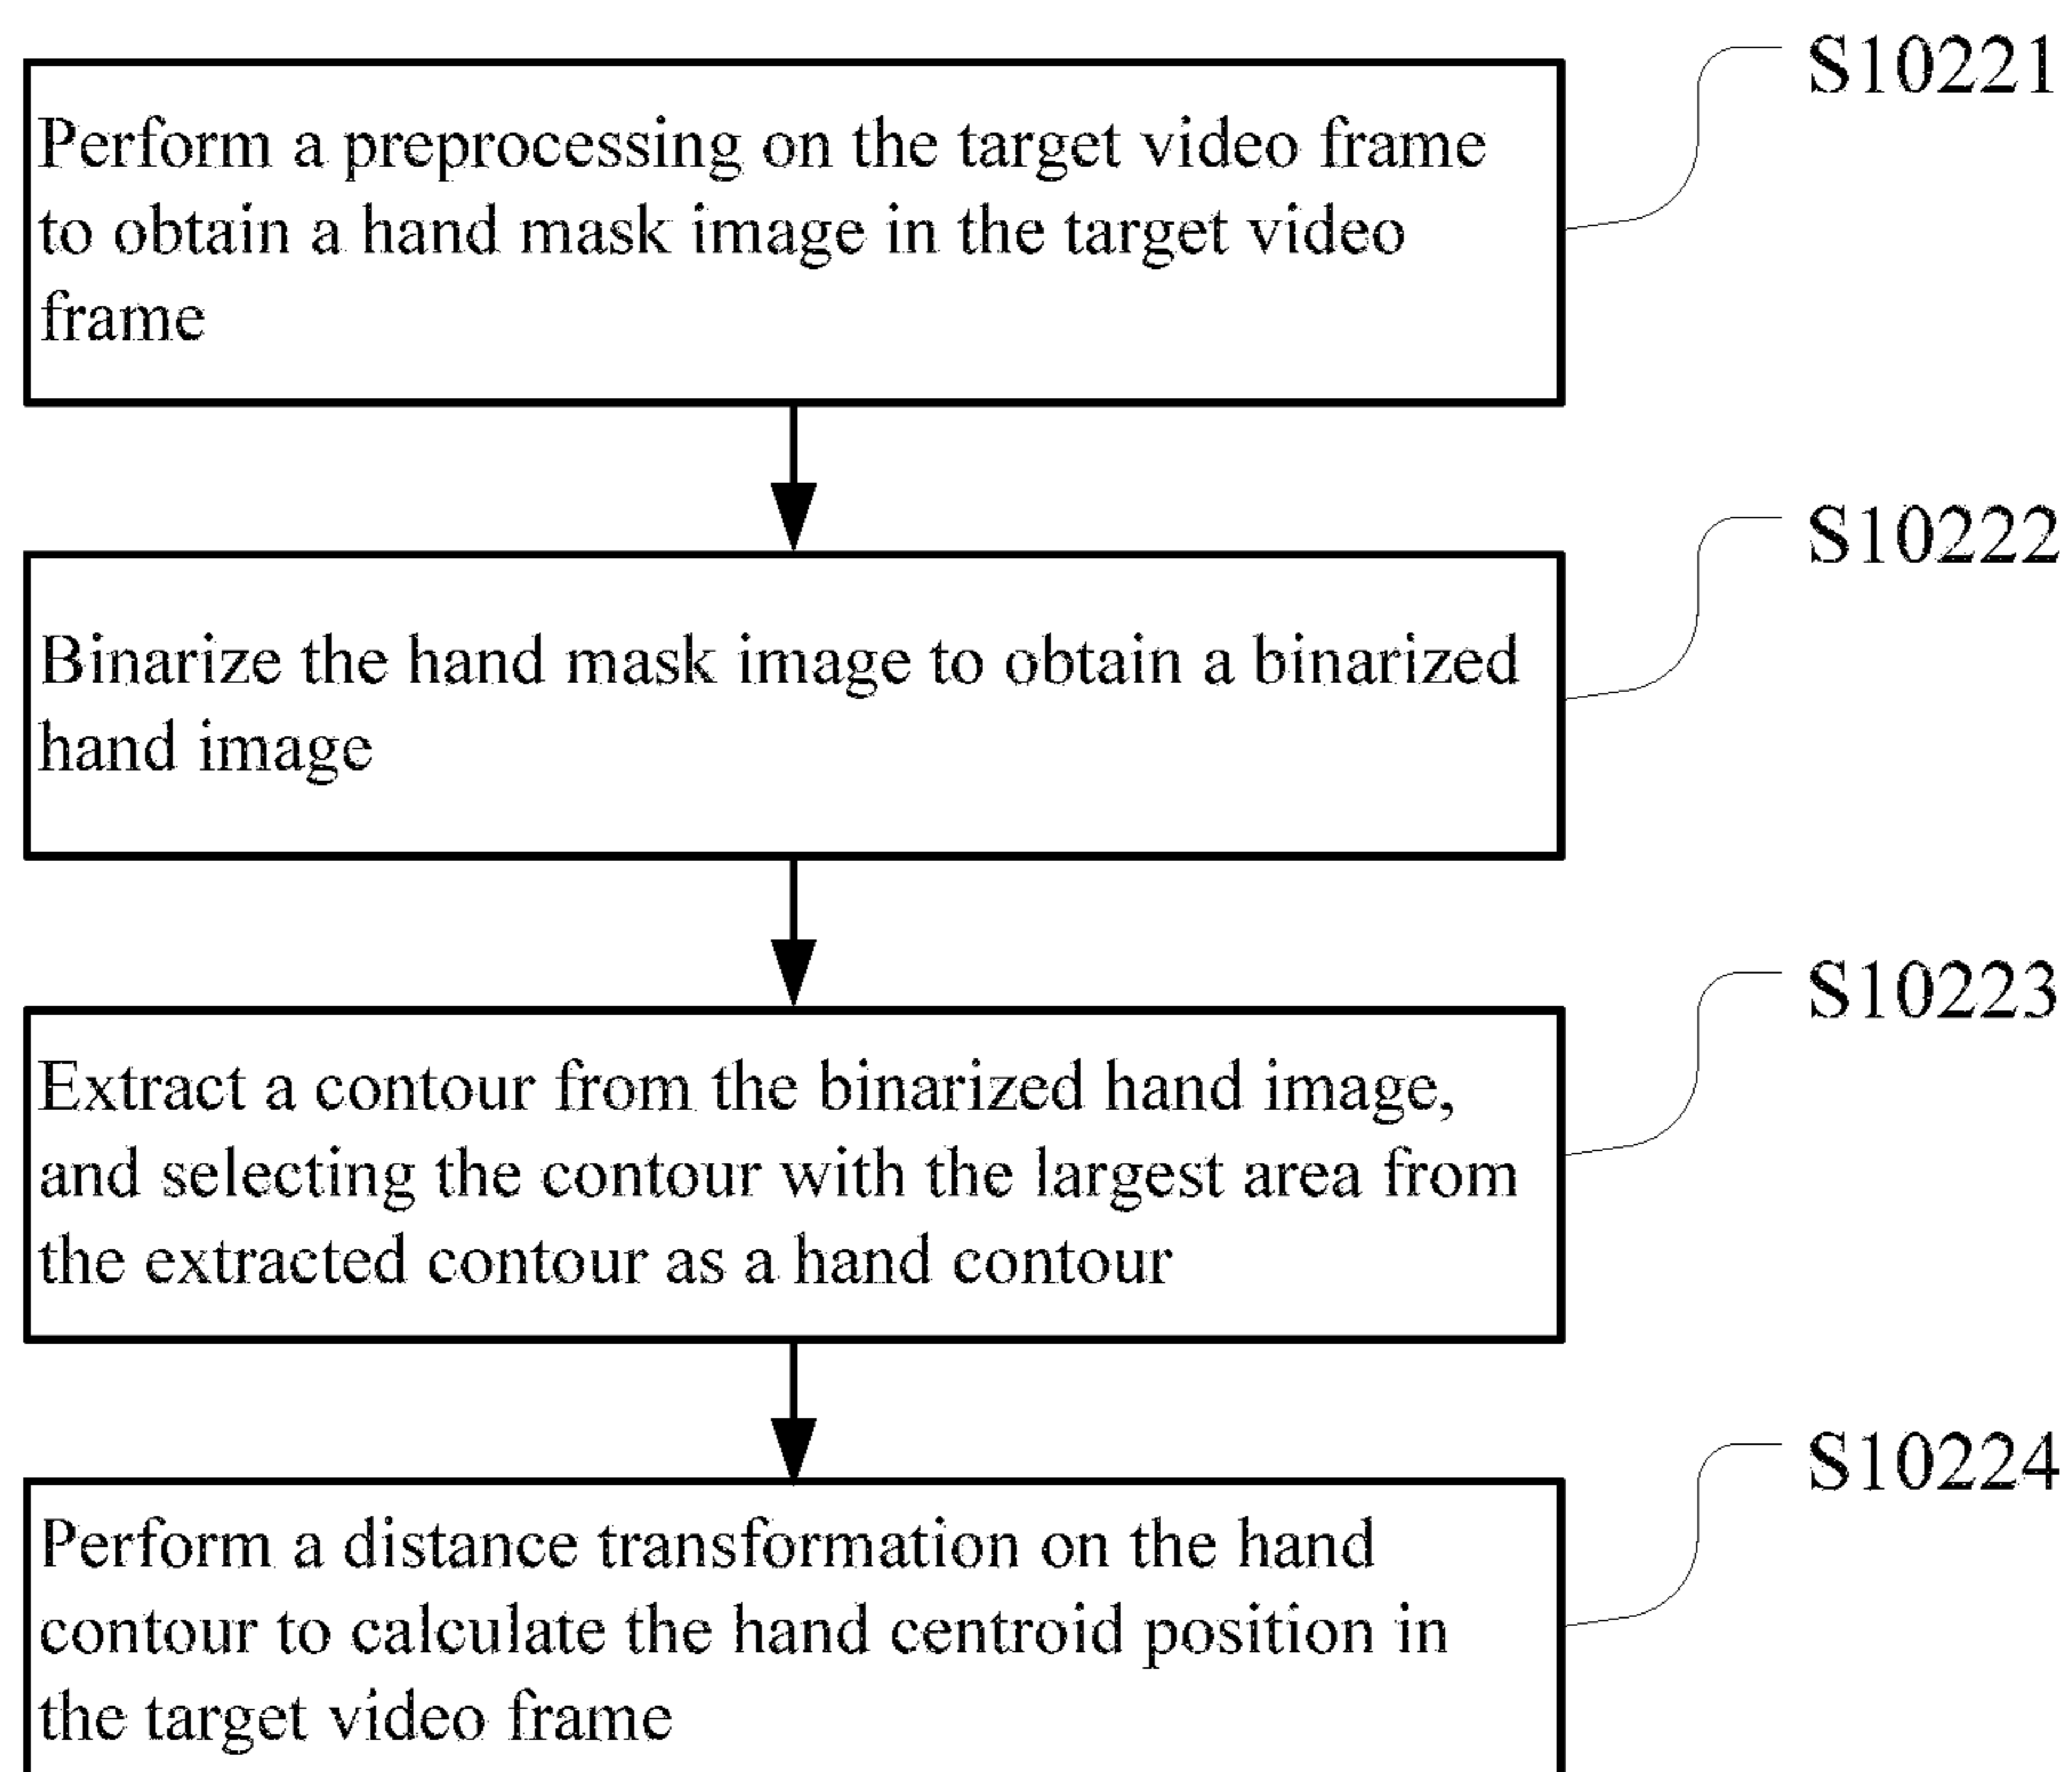 S10221
Perform a preprocessing on the target video frame
to obtain a hand mask image in the target video
frame
S10222
Binarize the hand mask image to obtain a binarized
hand image
S10223
Extract a contour from the binarized hand image,
and selecting the contour with the largest area from
the extracted contour as a hand contour
S10224
Perform a distance transformation on the hand
contour to calculate the hand centroid position in
the target video frame